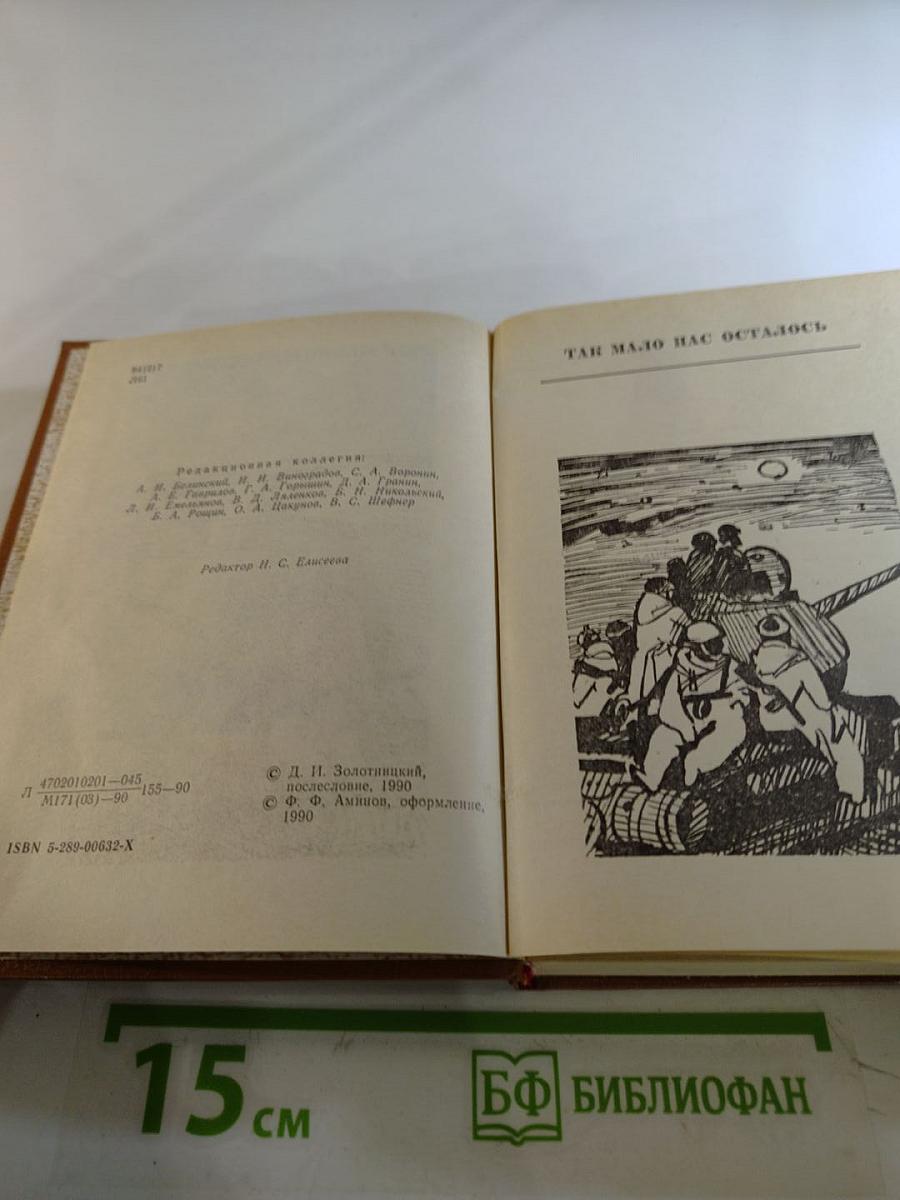 84(2)7
Л61
Редакционная коллегия:
А. И. Белинский, И. И. Виноградов, С. А. Воронин,
А. Е. Гаврилов, Г. А. Горышин, Д. А. Гранин,
Л. И. Емельянов, В. Д. Ляленков, Б. Н. Никольский,
Б. А. Рощин, О. А. Цакунов, В. С. Шефнер
Редактор И. С. Елисеева
Л 4702010201—045
М171(03)—90 155—90
© Д. И. Золотницкий,
послесловие, 1990
© Ф. Ф. Аминов, оформление,
1990
ISBN 5-289-00632-X
ТАК МАЛО НАС ОСТАЛОСЬ
15 см
БФ БИБЛИОФАН